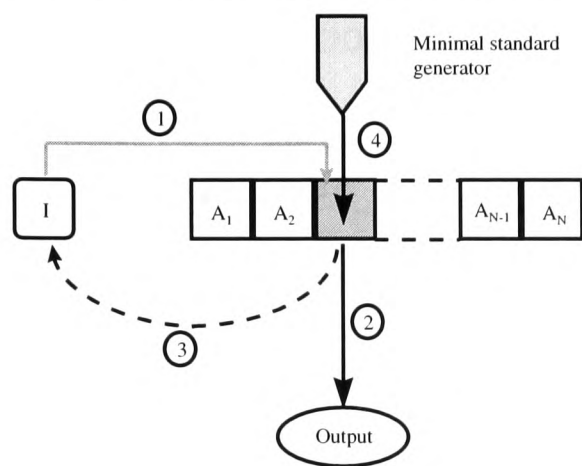 Minimal standard
generator
1
4
I
A1 A2 AN-1 AN
2
3
Output